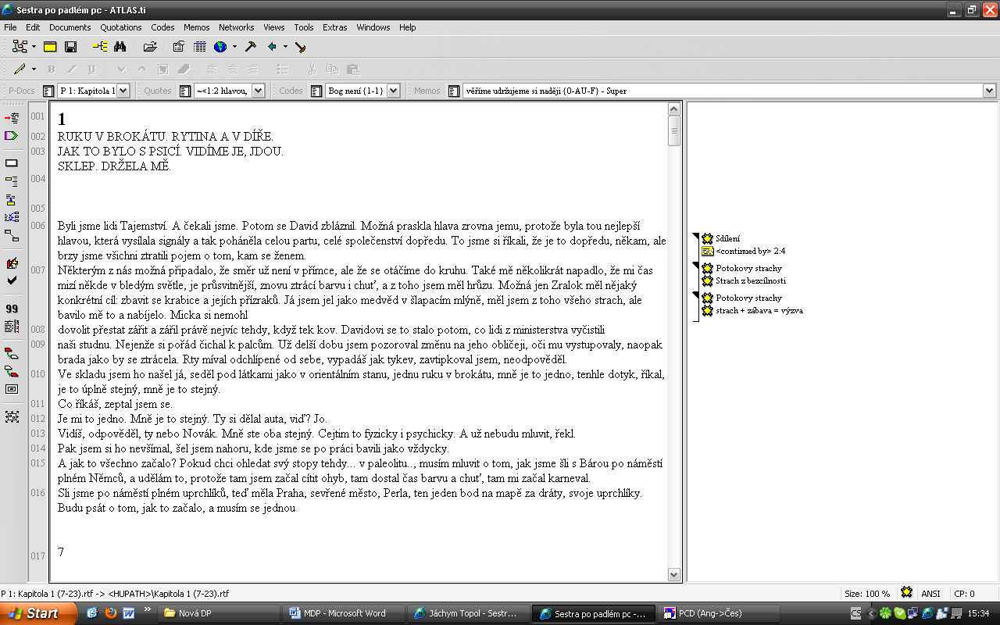 Sestra po padlém pc - ATLAS.ti
File Edit Documents Quotations Codes Memos Networks Views Tools Extras Windows Help
B I U
P-Docs P 1: Kapitola 1 Quotes ~<1:2 hlavou, Codes Bog není {1-1} Memos věříme udržujeme si naději {0-AU-F} - Super
001 1
002 RUKU V BROKÁTU. RYTINA A V DÍŘE.
003 JAK TO BYLO S PSICÍ. VIDÍME JE, JDOU.
SKLEP. DRŽELA MĚ.
004
005
006 Byli jsme lidi Tajemství. A čekali jsme. Potom se David zbláznil. Možná praskla hlava zrovna jemu, protože byla tou nejlepší
hlavou, která vysílala signály a tak poháněla celou partu, celé společenství dopředu. To jsme si říkali, že je to dopředu, někam, ale
brzy jsme všichni ztratili pojem o tom, kam se ženem.
007 Některým z nás možná připadalo, že směr už není v přímce, ale že se otáčíme do kruhu. Také mě několikrát napadlo, že mi čas
mizí někde v bledým světle, je průsvitnější, znovu ztrácí barvu i chuť, a z toho jsem měl hrůzu. Možná jen Zralok měl nějaký
konkrétní cíl: zbavit se krabice a jejích přízraků. Já jsem jel jako medvěd v šlapacím mlýně, měl jsem z toho všeho strach, ale
bavilo mě to a nabíjelo. Micka si nemohl
008 dovolit přestat zářit a zářil právě nejvíc tehdy, když tek kov. Davidovi se to stalo potom, co lidi z ministerstva vyčistili
009 naši studnu. Nejenže si pořád čichal k palcům. Už delší dobu jsem pozoroval změnu na jeho obličeji, oči mu vystupovaly, naopak
brada jako by se ztrácela. Rty míval odchlípené od sebe, vypadáš jak tykev, zavtipkoval jsem, neodpověděl.
010 Ve skladu jsem ho našel já, seděl pod látkami jako v orientálním stanu, jednu ruku v brokátu, mně je to jedno, tenhle dotyk, říkal,
je to úplně stejný, mně je to stejný.
011 Co říkáš, zeptal jsem se.
012 Je mi to jedno. Mně je to stejný. Ty si dělal auta, viď? Jo.
013 Vidíš, odpověděl, ty nebo Novák. Mně ste oba stejný. Cejtim to fyzicky i psychicky. A už nebudu mluvit, řekl.
014 Pak jsem si ho nevšímal, šel jsem nahoru, kde jsme se po práci bavili jako vždycky.
015 A jak to všechno začalo? Pokud chci ohledat svý stopy tehdy... v paleolitu.., musím mluvit o tom, jak jsme šli s Bárou po náměstí
plném Němců, a udělám to, protože tam jsem začal cítit ohyb, tam dostal čas barvu a chuť, tam mi začal karneval.
016 Sli jsme po náměstí plným uprchlíků, teď měla Praha, sevřené město, Perla, ten jeden bod na mapě za dráty, svoje uprchlíky.
Budu psát o tom, jak to začalo, a musím se jednou
7
017
Sdílení
<continued by> 2:4
Potokovy strachy
Strach z bezcílnosti
Potokovy strachy
strach + zábava = výzva
P 1: Kapitola 1 (7-23).rtf -> <HUPATH>\Kapitola 1 (7-23).rtf Size: 100 % ANSI CP: 0
Start Nová DP MDP - Microsoft Word Jáchym Topol - Sestr... Sestra po padlém pc -... PCD (Ang->Čes) CS 15:34